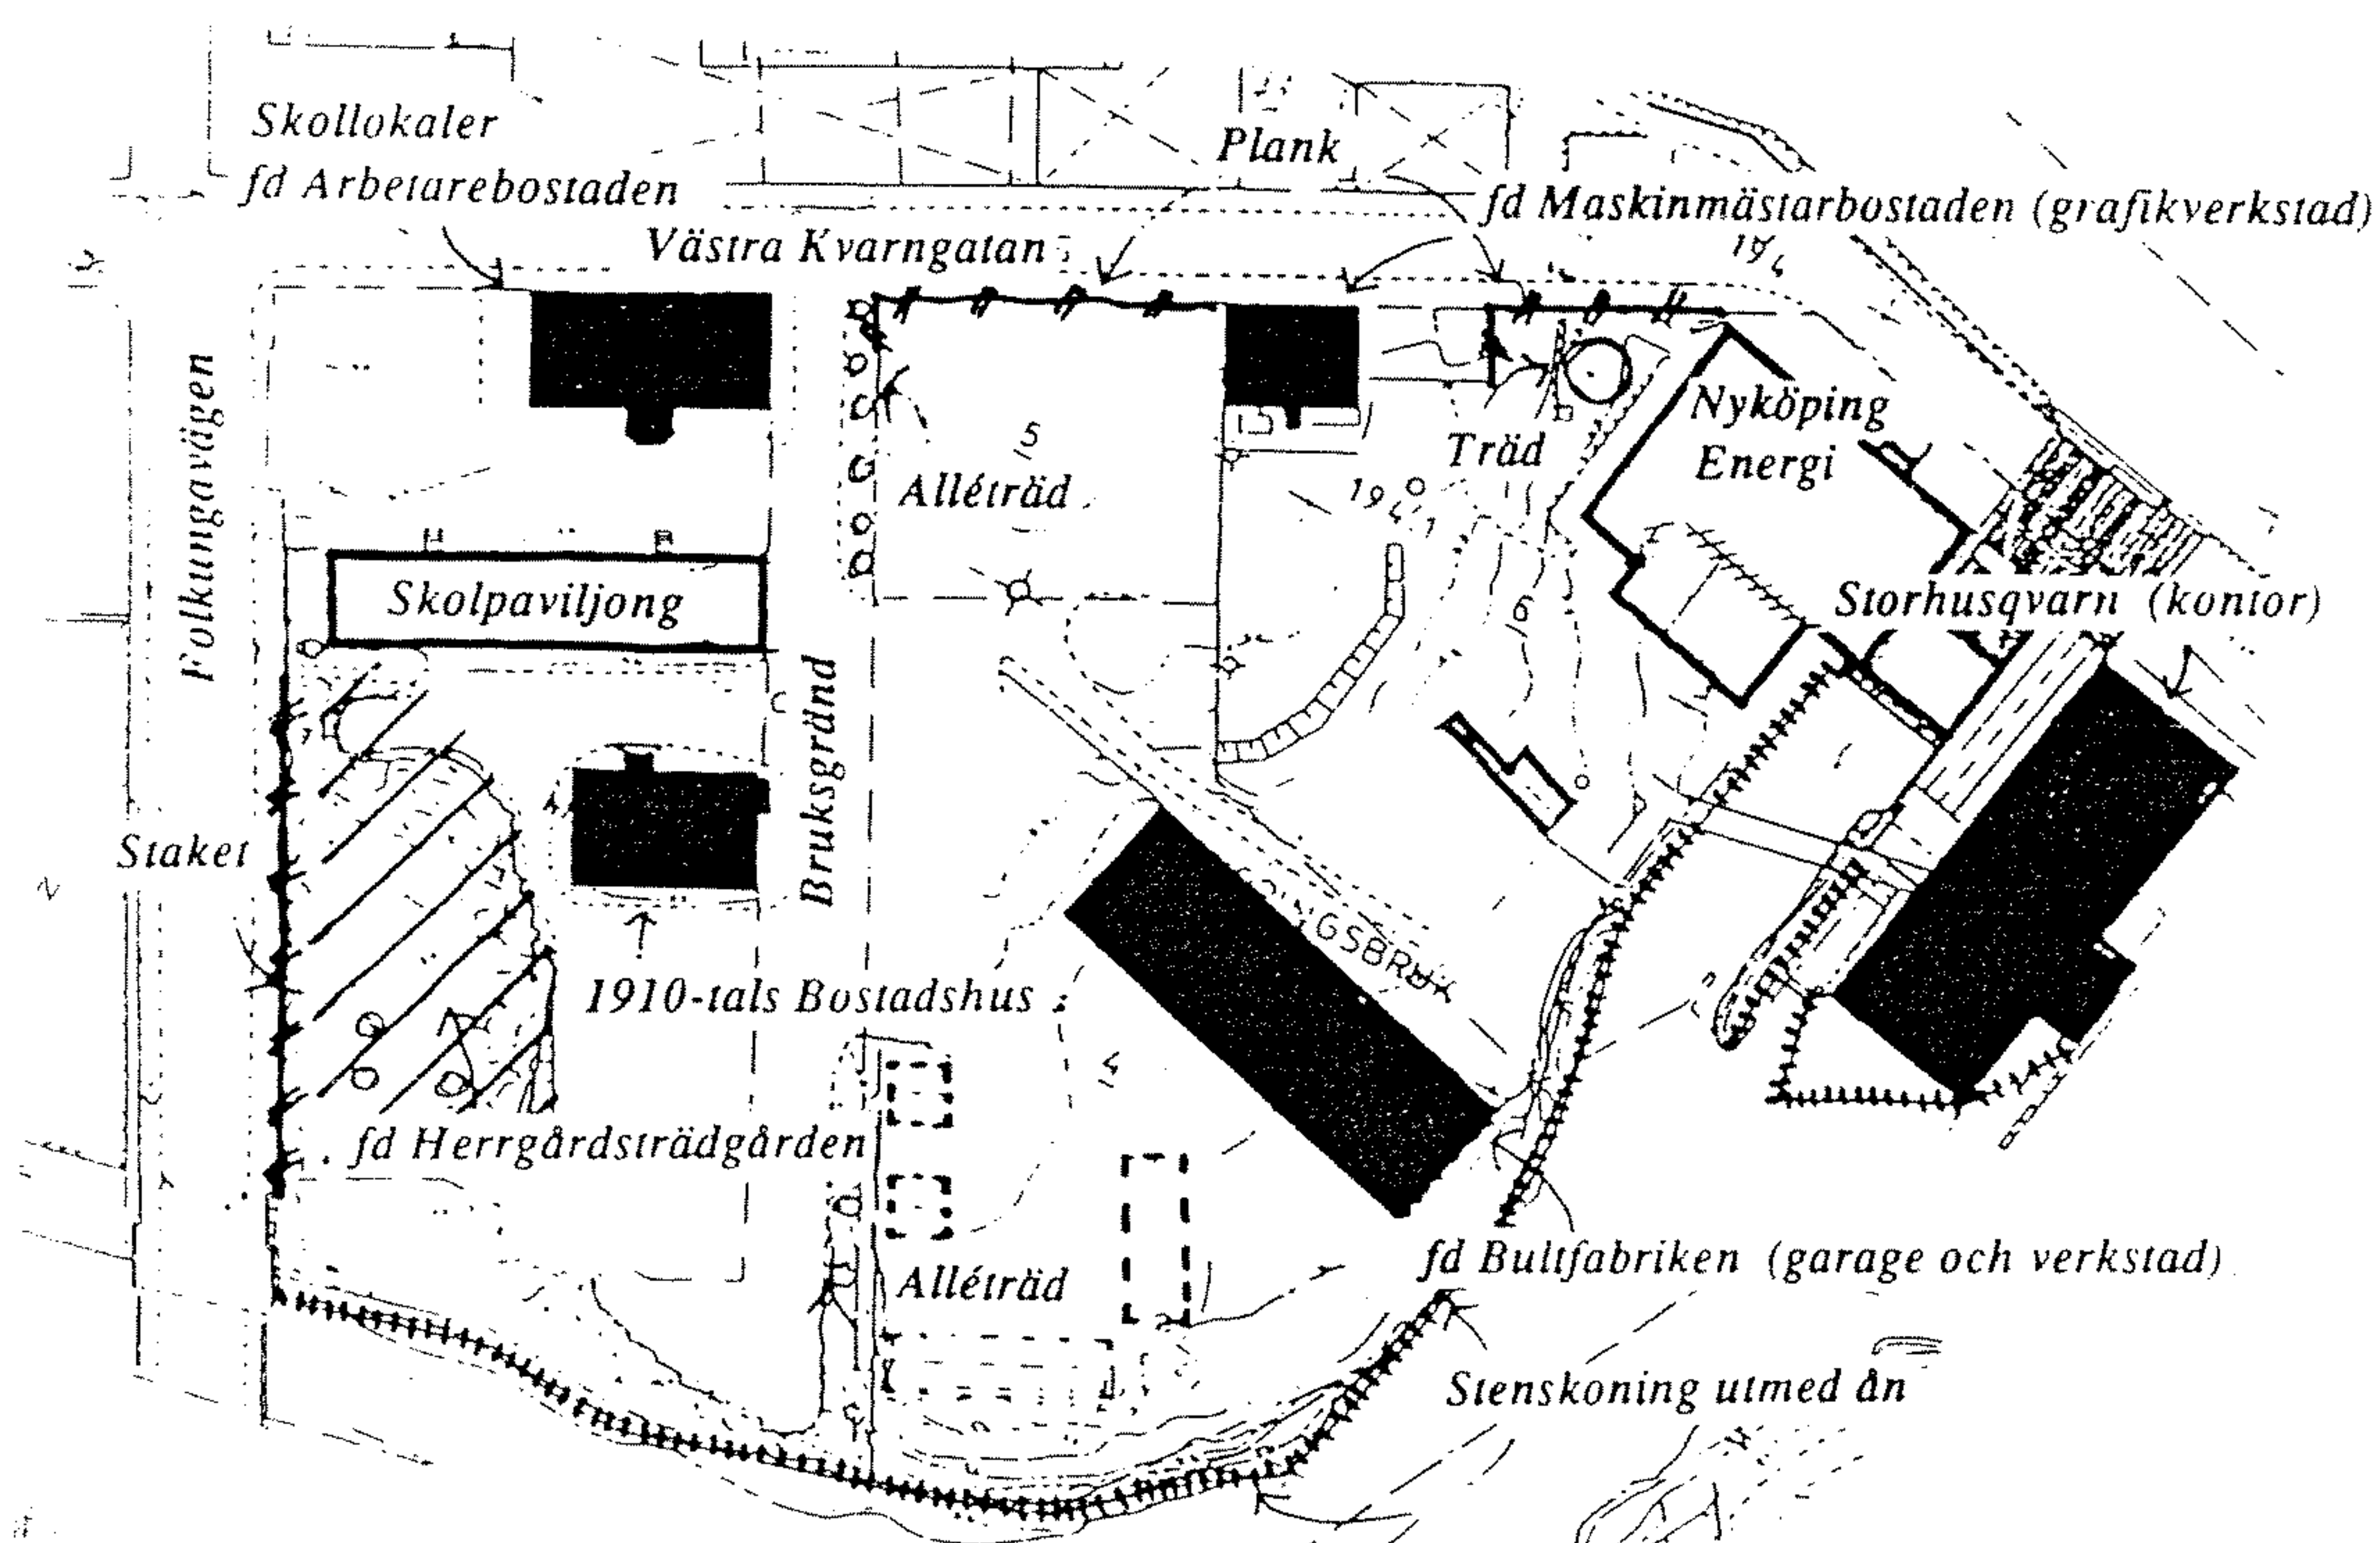 Skollokaler
fd Arbetarebostaden
Plank
fd Maskinmästarbostaden (grafikverkstad)
Västra Kvarngatan
Folkungavägen
5
Alléträd
Träd
Nyköping
Energi
Skolpaviljong
6
Storhusqvarn (kontor)
Bruksgränd
Staket
1910-tals Bostadshus
fd Herrgårdsträdgården
Alléträd
fd Bultfabriken (garage och verkstad)
Stenskoning utmed ån